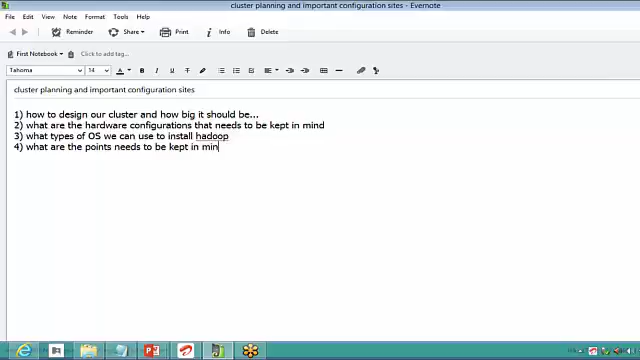 cluster planning and important configuration sites - Evernote
File Edit View Note Format Tools Help
Reminder Share Print Info Delete
First Notebook Click to add tag...
Tahoma 14 A B I U T
cluster planning and important configuration sites
1) how to design our cluster and how big it should be...
2) what are the hardware configurations that needs to be kept in mind
3) what types of OS we can use to install hadoop
4) what are the points needs to be kept in min